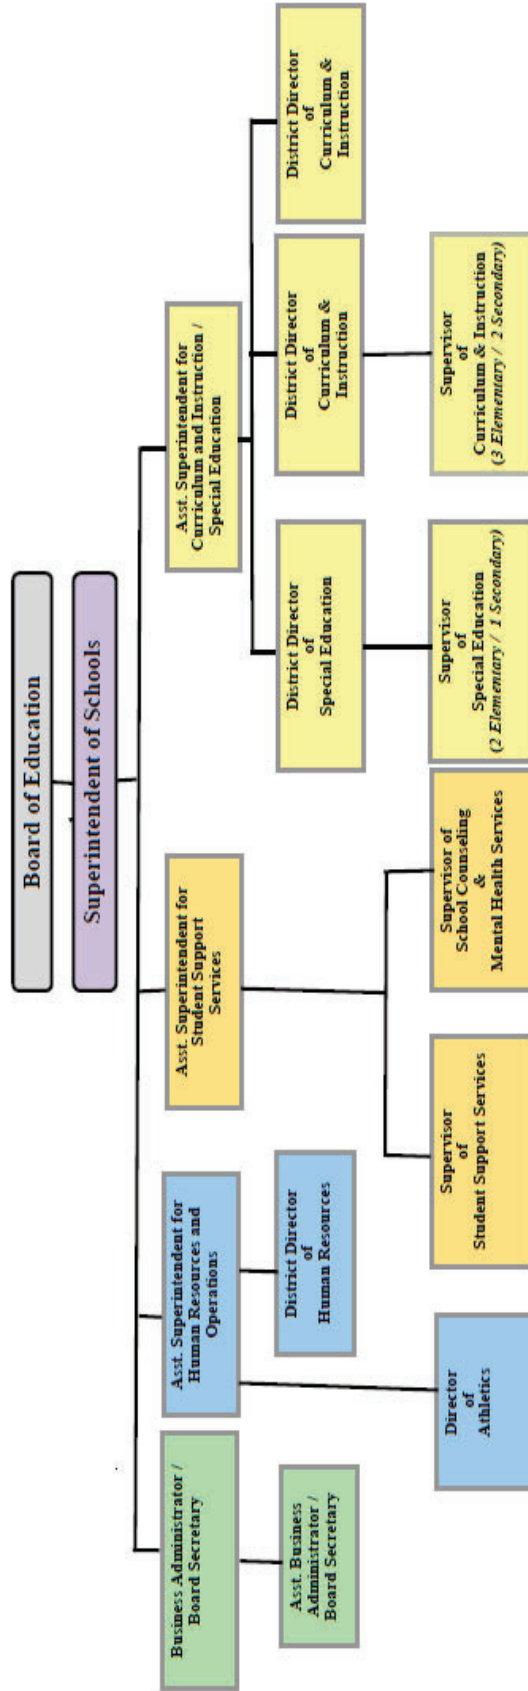 Board of Education
Superintendent of Schools
Business Administrator /
Board Secretary
Asst. Superintendent for
Human Resources and
Operations
Asst. Superintendent for
Student Support
Services
Asst. Superintendent for
Curriculum and Instruction /
Special Education
Asst. Business
Administrator /
Board Secretary
District Director
of
Human Resources
District Director
of
Special Education
District Director
of
Curriculum &
Instruction
District Director
of
Curriculum &
Instruction
Director
of
Athletics
Supervisor
of
Student Support Services
Supervisor of
School Counseling
&
Mental Health Services
Supervisor
of
Special Education
(2 Elementary / 1 Secondary)
Supervisor
of
Curriculum & Instruction
(3 Elementary / 2 Secondary)